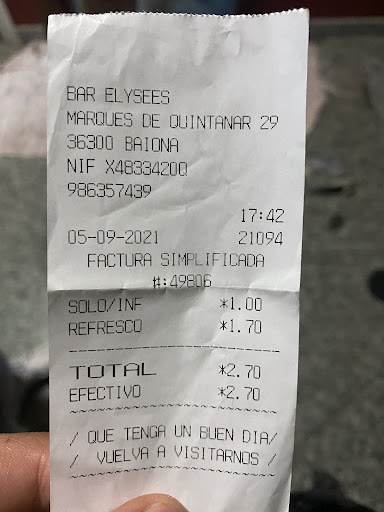 BAR ELYSEES
MARQUES DE QUINTANAR 29
36300 BAIONA
NIF X4833420Q
986357439
17:42
05-09-2021 21094
FACTURA SIMPLIFICADA
#:49806
SOLO/INF *1.00
REFRESCO *1.70
TOTAL *2.70
EFECTIVO *2.70
/ QUE TENGA UN BUEN DIA/
/ VUELVA A VISITARNOS /